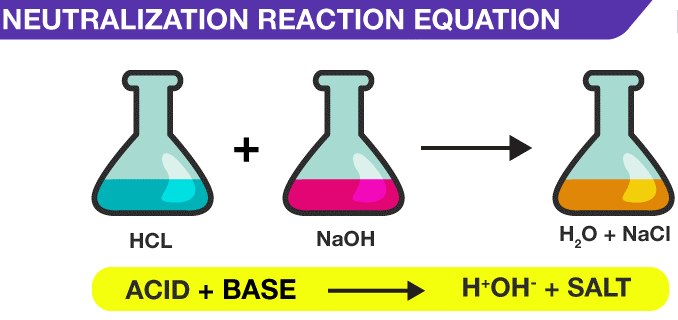 NEUTRALIZATION REACTION EQUATION
+
HCL
NaOH
H₂O + NaCl
ACID + BASE → H⁺OH⁻ + SALT